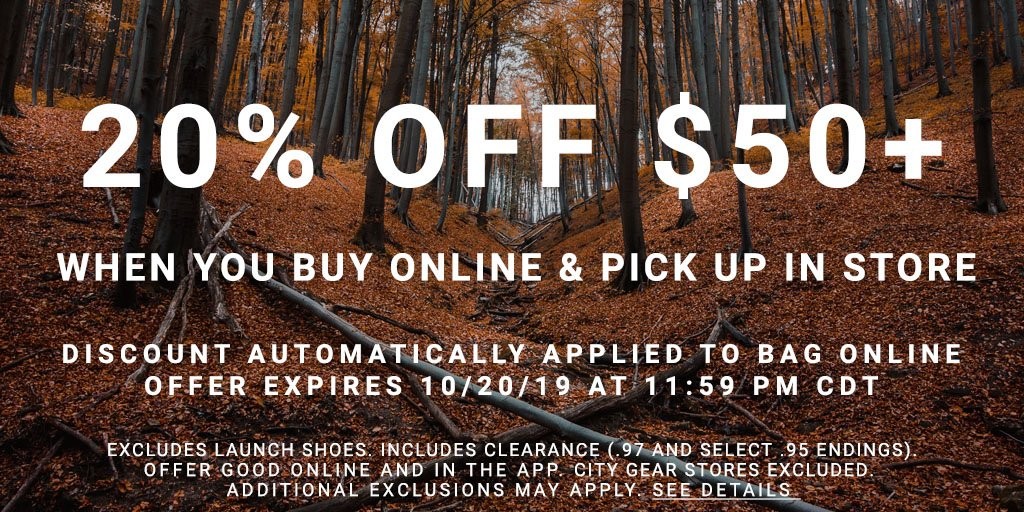 20% OFF $50+
WHEN YOU BUY ONLINE & PICK UP IN STORE
DISCOUNT AUTOMATICALLY APPLIED TO BAG ONLINE
OFFER EXPIRES 10/20/19 AT 11:59 PM CDT
EXCLUDES LAUNCH SHOES. INCLUDES CLEARANCE (.97 AND SELECT .95 ENDINGS).
OFFER GOOD ONLINE AND IN THE APP. CITY GEAR STORES EXCLUDED.
ADDITIONAL EXCLUSIONS MAY APPLY. SEE DETAILS